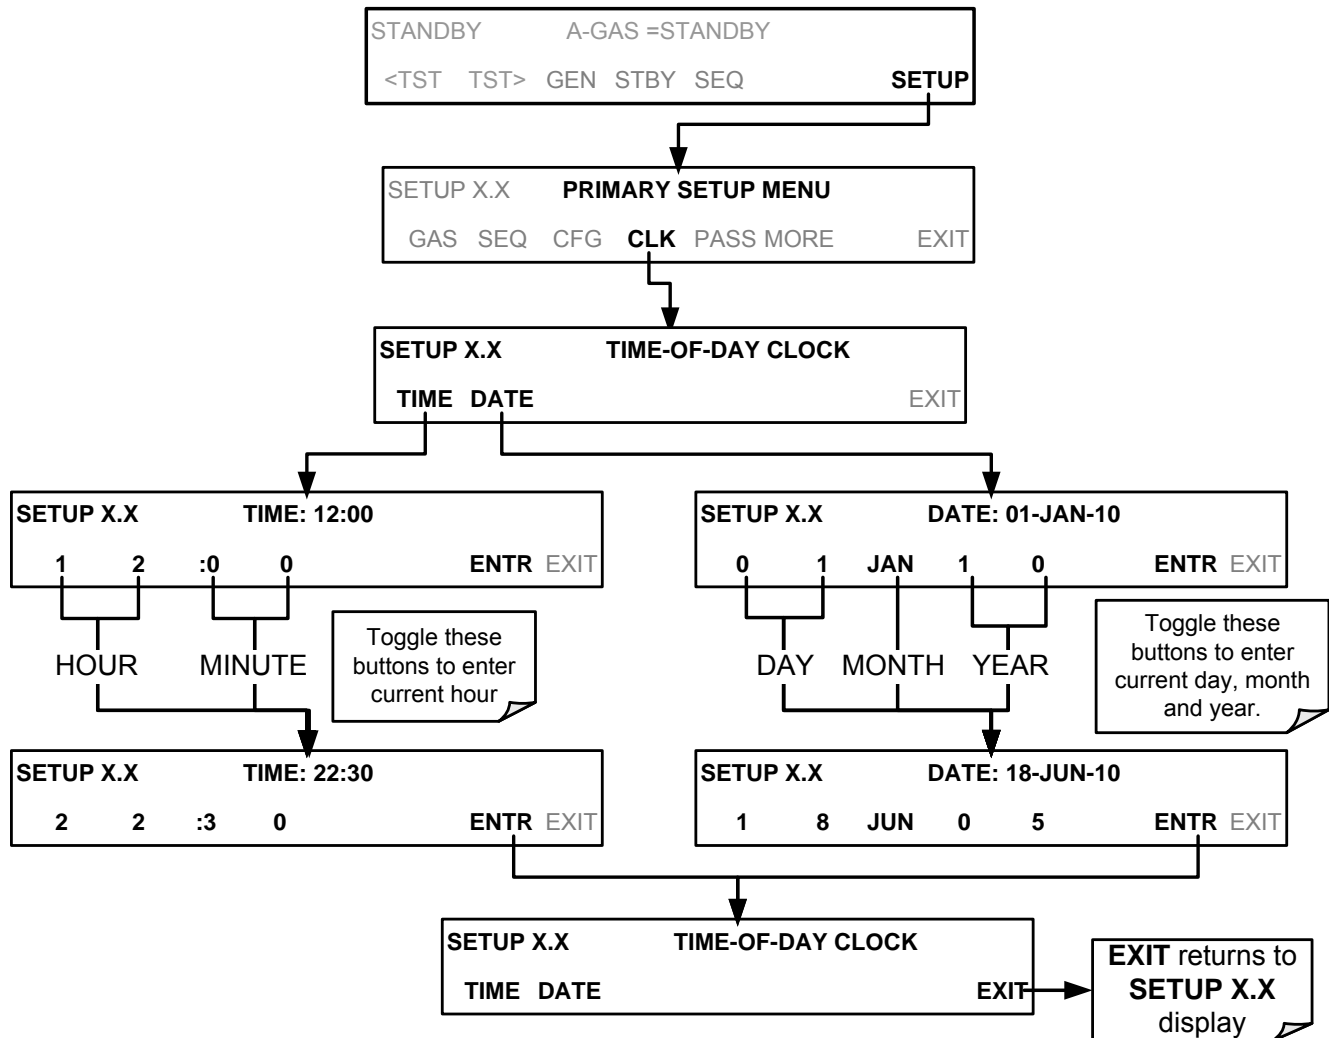 STANDBY A-GAS =STANDBY
<TST TST> GEN STBY SEQ SETUP
SETUP X.X PRIMARY SETUP MENU
GAS SEQ CFG CLK PASS MORE EXIT
SETUP X.X TIME-OF-DAY CLOCK
TIME DATE EXIT
SETUP X.X TIME: 12:00
1 2 :0 0 ENTR EXIT
HOUR MINUTE
Toggle these
buttons to enter
current hour
SETUP X.X TIME: 22:30
2 2 :3 0 ENTR EXIT
SETUP X.X DATE: 01-JAN-10
0 1 JAN 1 0 ENTR EXIT
DAY MONTH YEAR
Toggle these
buttons to enter
current day, month
and year.
SETUP X.X DATE: 18-JUN-10
1 8 JUN 0 5 ENTR EXIT
SETUP X.X TIME-OF-DAY CLOCK
TIME DATE EXIT
EXIT returns to
SETUP X.X
display